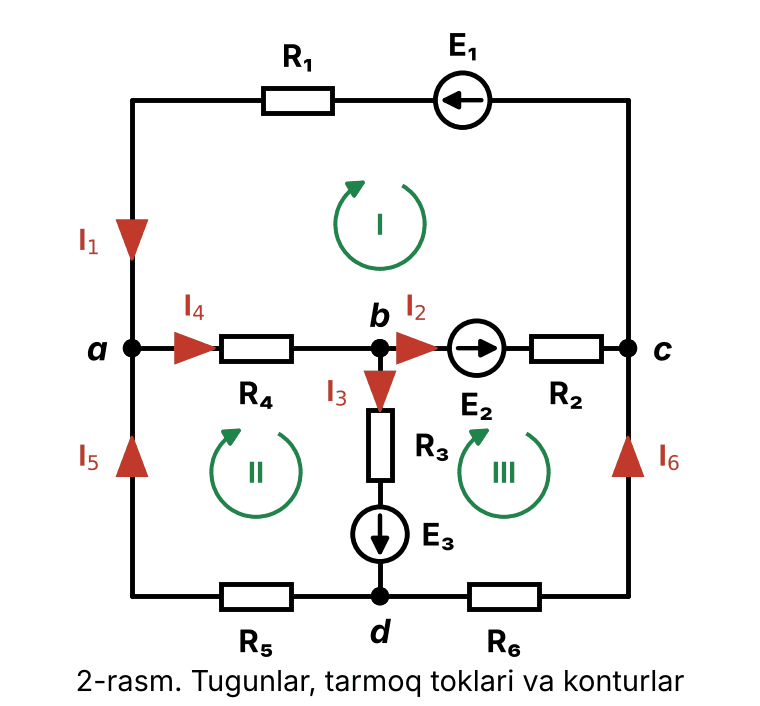 R₁
E₁
I
I₁
I₄
b
I₂
a
c
R₄
I₃
E₂
R₂
I₅
II
R₃
III
I₆
E₃
R₅
d
R₆
2-rasm. Tugunlar, tarmoq toklari va konturlar